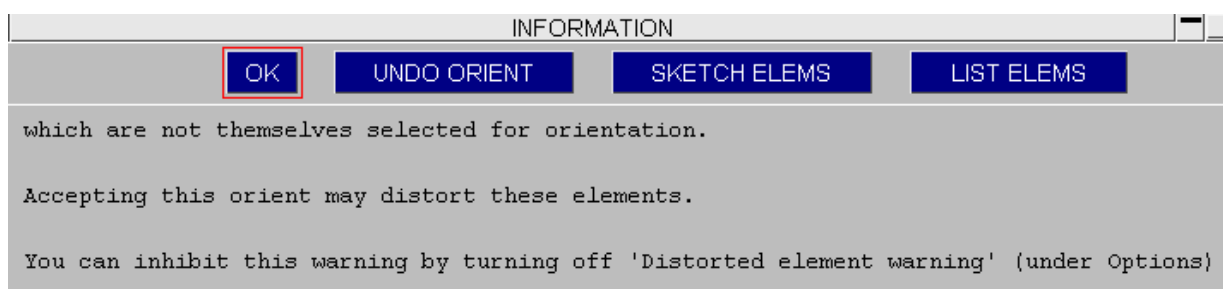 INFORMATION
OK UNDO ORIENT SKETCH ELEMS LIST ELEMS
which are not themselves selected for orientation.
Accepting this orient may distort these elements.
You can inhibit this warning by turning off 'Distorted element warning' (under Options)